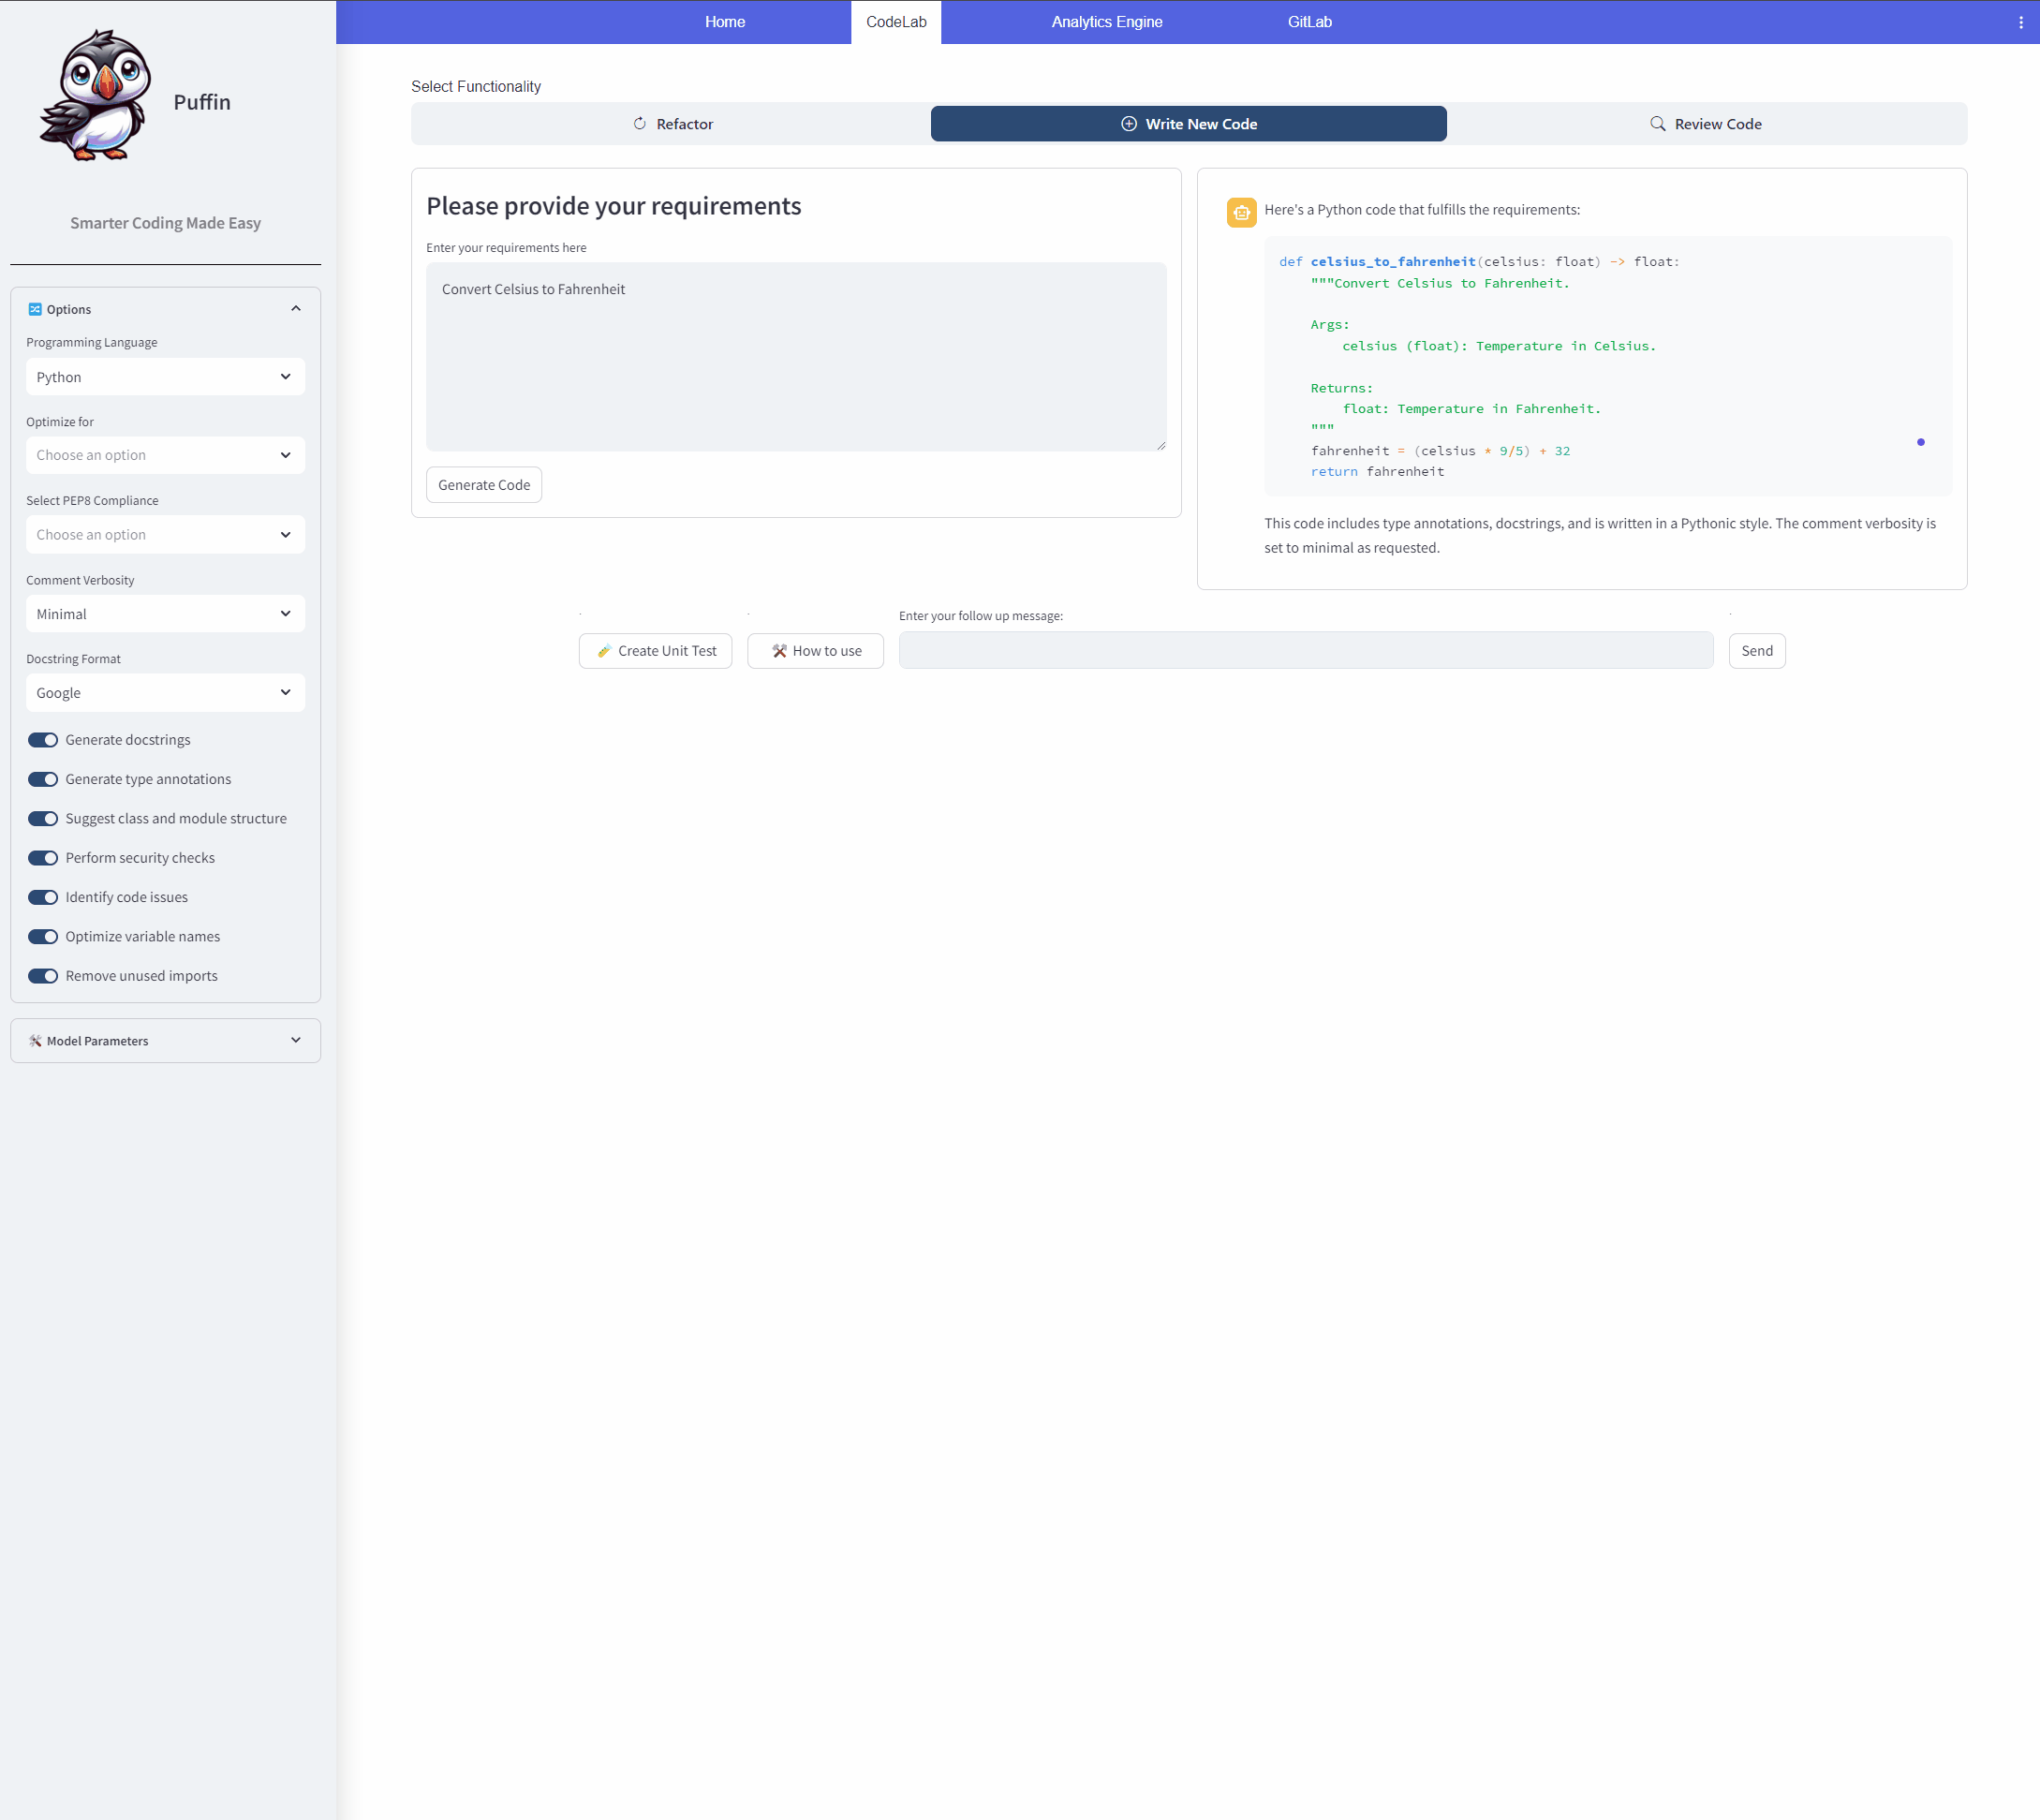 Puffin
Smarter Coding Made Easy
Options
Programming Language
Python
Optimize for
Choose an option
Select PEP8 Compliance
Choose an option
Comment Verbosity
Minimal
Docstring Format
Google
Generate docstrings
Generate type annotations
Suggest class and module structure
Perform security checks
Identify code issues
Optimize variable names
Remove unused imports
Model Parameters
Home CodeLab Analytics Engine GitLab
Select Functionality
Refactor Write New Code Review Code
Please provide your requirements
Enter your requirements here
Convert Celsius to Fahrenheit
Generate Code
Here's a Python code that fulfills the requirements:
def celsius_to_fahrenheit(celsius: float) -> float:
    """Convert Celsius to Fahrenheit.
    Args:
        celsius (float): Temperature in Celsius.
    Returns:
        float: Temperature in Fahrenheit.
    """
    fahrenheit = (celsius * 9/5) + 32
    return fahrenheit
This code includes type annotations, docstrings, and is written in a Pythonic style. The comment verbosity is
set to minimal as requested.
Enter your follow up message:
Create Unit Test How to use Send